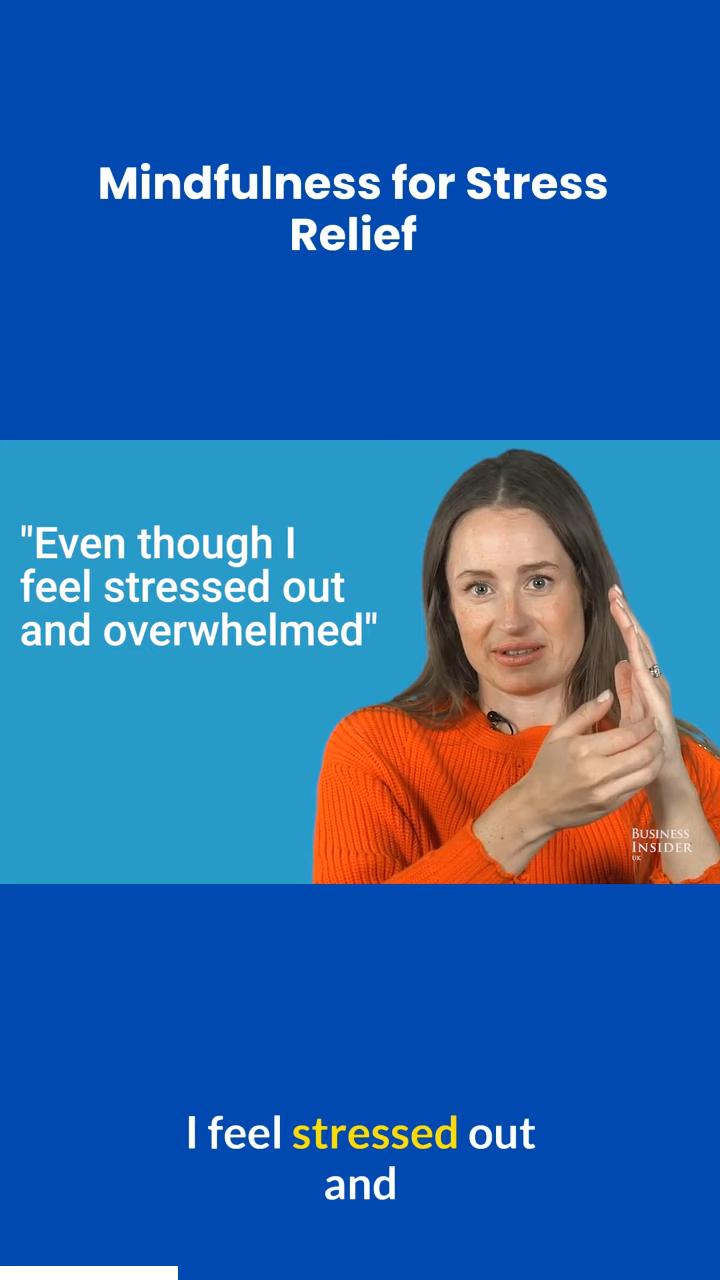 Mindfulness for Stress
Relief
"Even though I
feel stressed out
and overwhelmed"
BUSINESS
INSIDER
UK
I feel stressed out
and